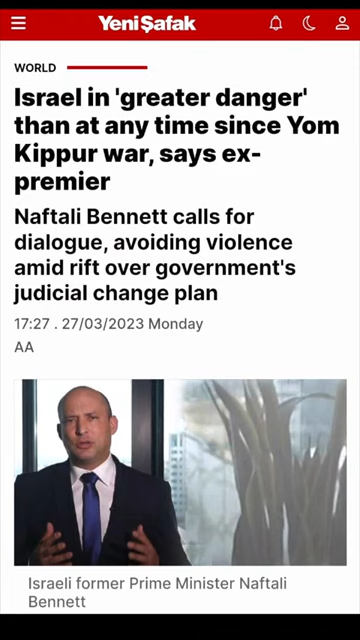 YeniŞafak
WORLD
Israel in 'greater danger'
than at any time since Yom
Kippur war, says ex-
premier
Naftali Bennett calls for
dialogue, avoiding violence
amid rift over government's
judicial change plan
17:27 . 27/03/2023 Monday
AA
Israeli former Prime Minister Naftali
Bennett